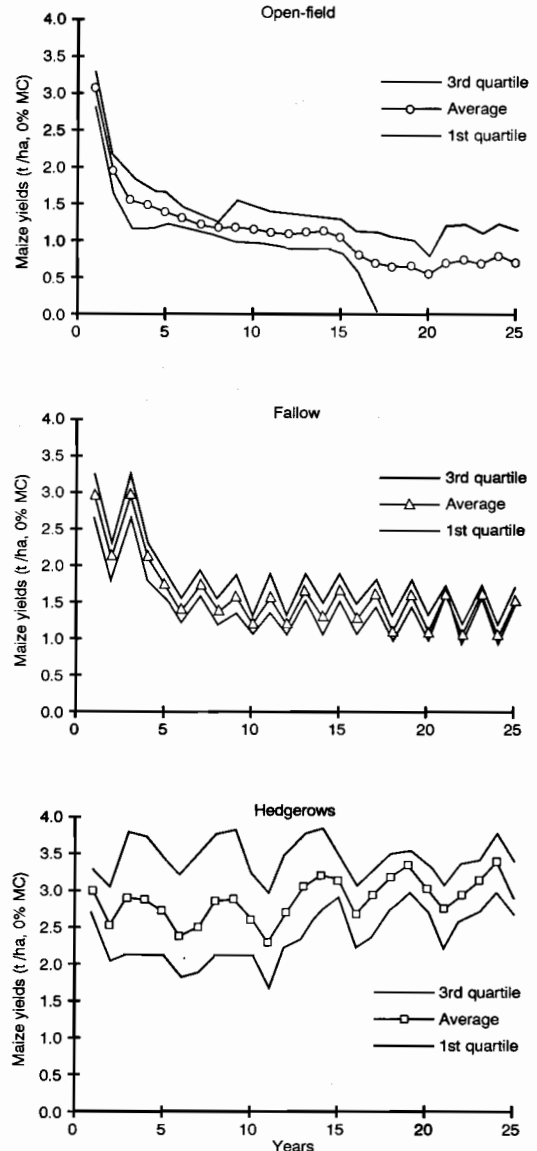 Open-field
Maize yields (t /ha, 0% MC)
4.0
3.5
3.0
2.5
2.0
1.5
1.0
0.5
0.0
3rd quartile
Average
1st quartile
0 5 10 15 20 25
Fallow
Maize yields (t /ha, 0% MC)
4.0
3.5
3.0
2.5
2.0
1.5
1.0
0.5
0.0
3rd quartile
Average
1st quartile
0 5 10 15 20 25
Hedgerows
Maize yields (t /ha, 0% MC)
4.0
3.5
3.0
2.5
2.0
1.5
1.0
0.5
0.0
3rd quartile
Average
1st quartile
0 5 10 15 20 25
Years